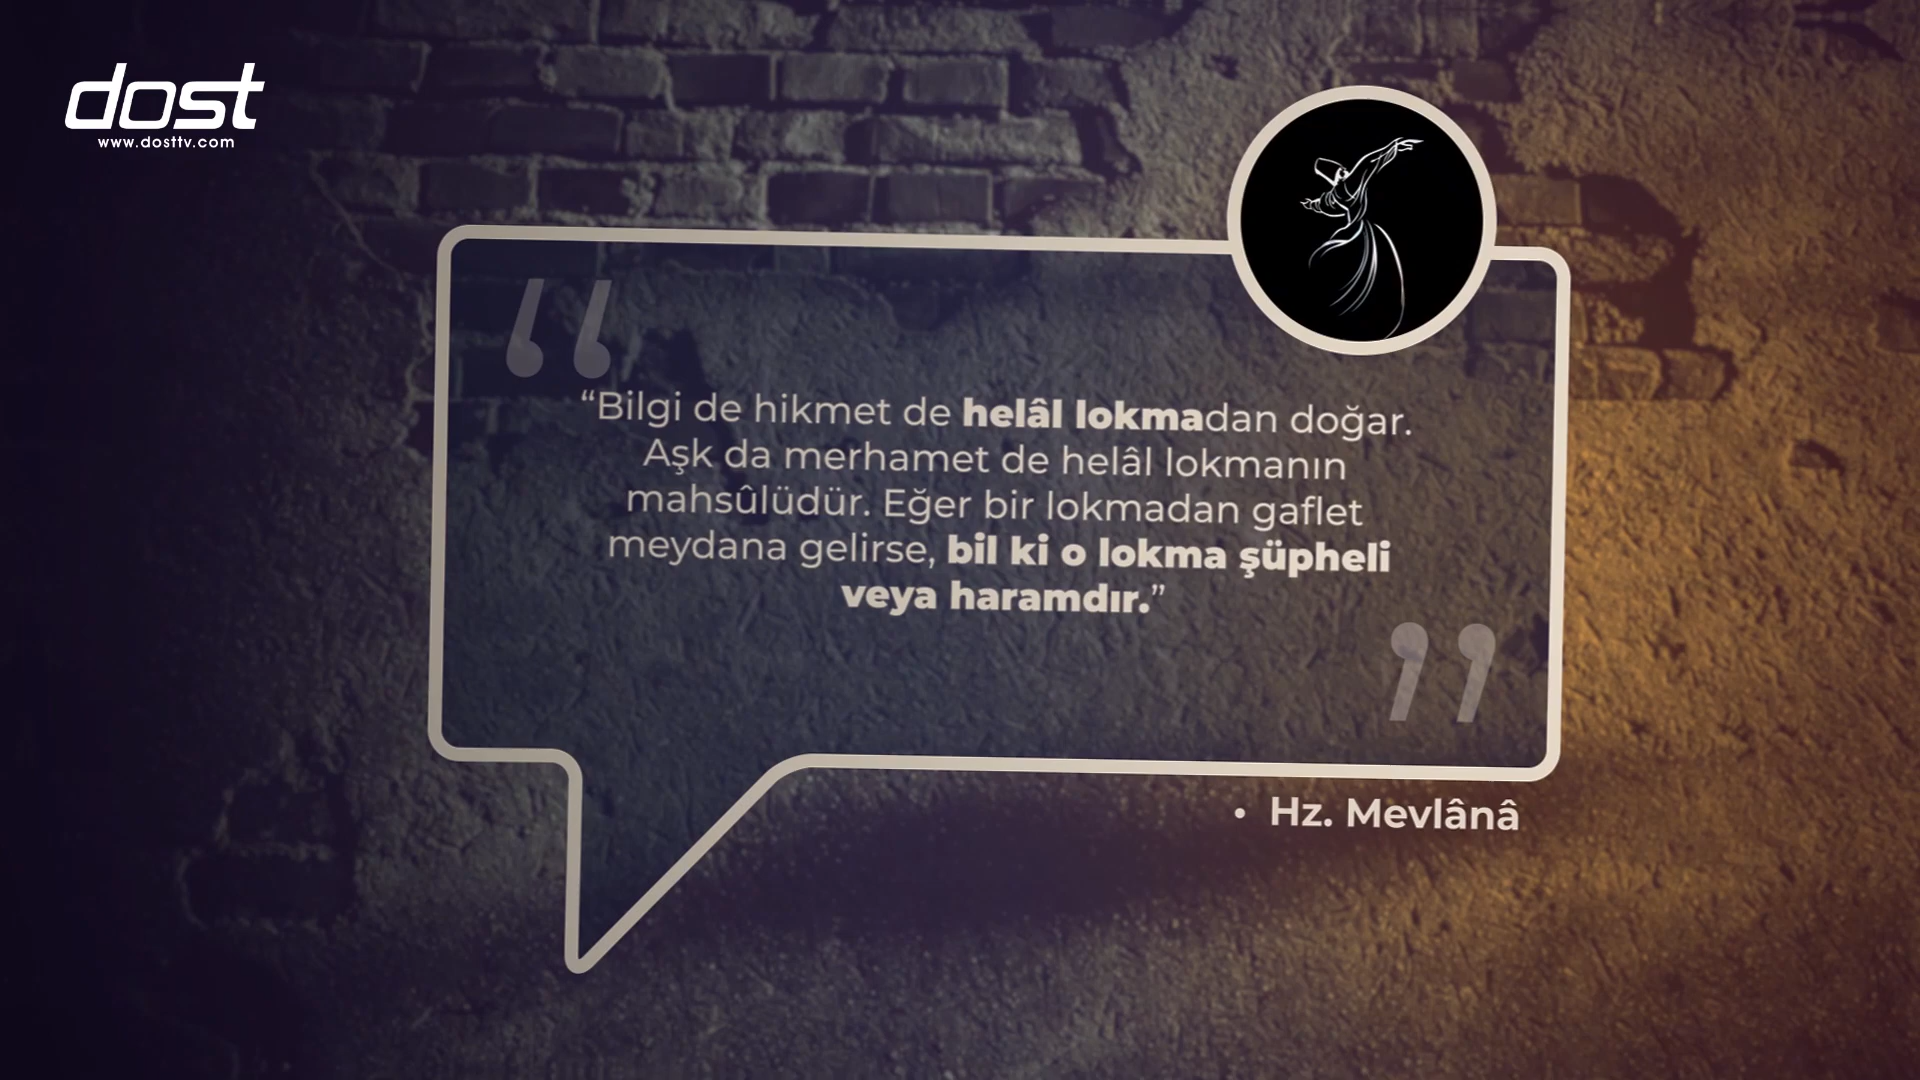 dost
www.dosttv.com
“Bilgi de hikmet de helâl lokmadan doğar.
Aşk da merhamet de helâl lokmanın
mahsûlüdür. Eğer bir lokmadan gaflet
meydana gelirse, bil ki o lokma şüpheli
veya haramdır.”
• Hz. Mevlânâ